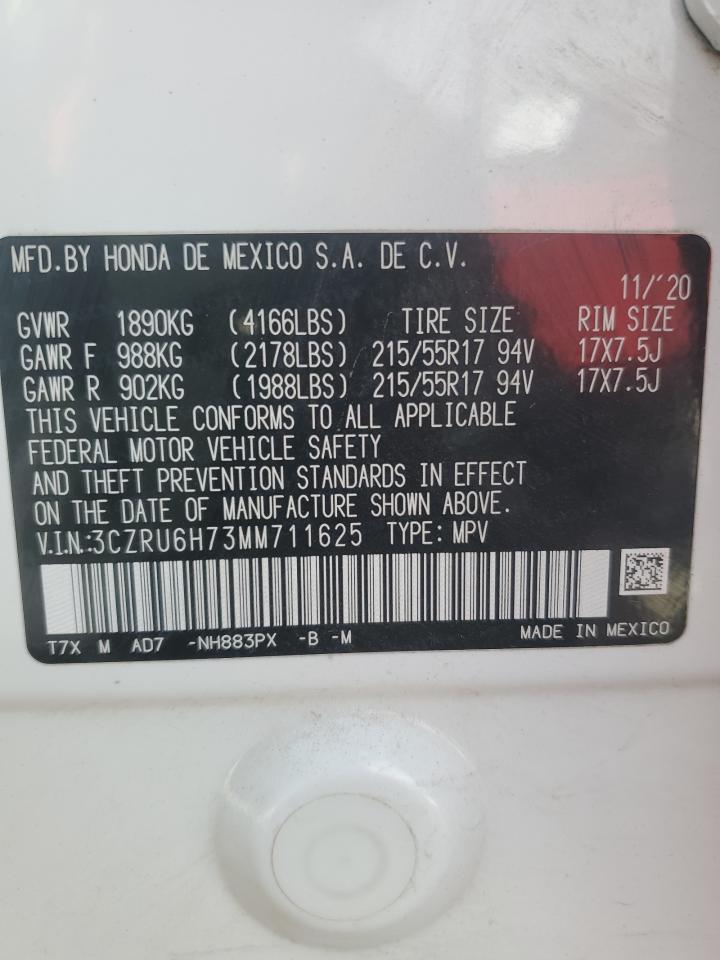 MFD.BY HONDA DE MEXICO S.A. DE C.V.
11/'20
GVWR 1890KG (4166LBS) TIRE SIZE RIM SIZE
GAWR F 988KG (2178LBS) 215/55R17 94V 17X7.5J
GAWR R 902KG (1988LBS) 215/55R17 94V 17X7.5J
THIS VEHICLE CONFORMS TO ALL APPLICABLE
FEDERAL MOTOR VEHICLE SAFETY
AND THEFT PREVENTION STANDARDS IN EFFECT
ON THE DATE OF MANUFACTURE SHOWN ABOVE.
V.I.N.:3CZRU6H73MM711625 TYPE: MPV
T7X M AD7 -NH883PX -B -M MADE IN MEXICO